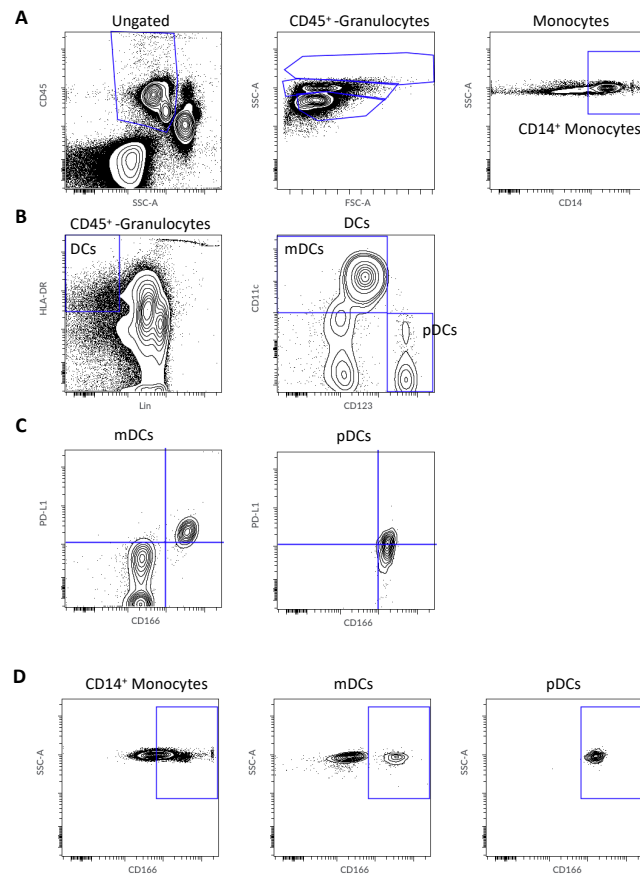 A
Ungated
CD45⁺ -Granulocytes
Monocytes
CD45
SSC-A
SSC-A
FSC-A
CD14⁺ Monocytes
CD14
B
CD45⁺ -Granulocytes
DCs
DCs
HLA-DR
Lin
mDCs
CD11c
pDCs
CD123
C
mDCs
pDCs
PD-L1
CD166
PD-L1
CD166
D
CD14⁺ Monocytes
mDCs
pDCs
SSC-A
CD166
SSC-A
CD166
SSC-A
CD166